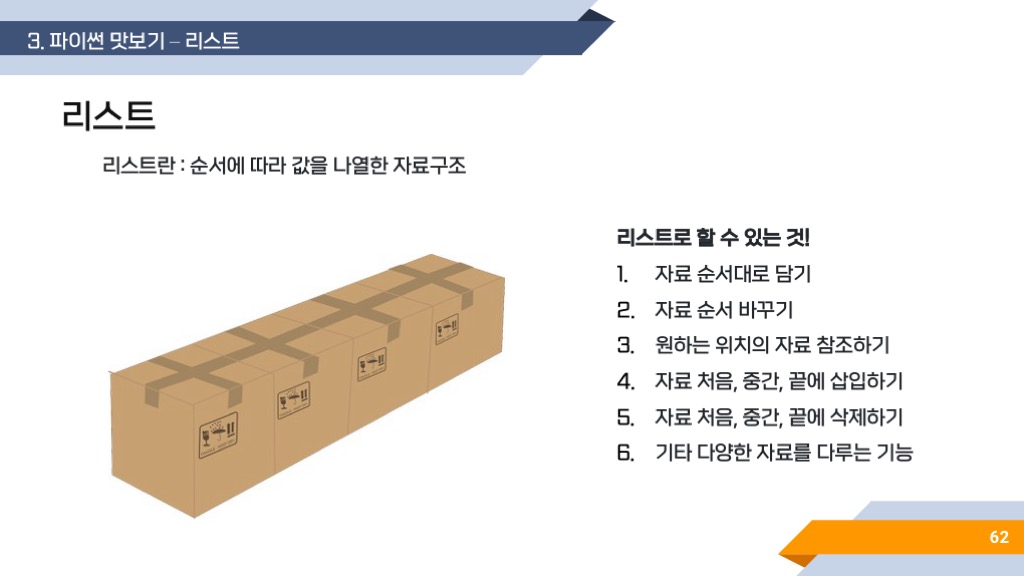 3. 파이썬 맛보기 – 리스트
리스트
리스트란 : 순서에 따라 값을 나열한 자료구조
리스트로 할 수 있는 것!
1. 자료 순서대로 담기
2. 자료 순서 바꾸기
3. 원하는 위치의 자료 참조하기
4. 자료 처음, 중간, 끝에 삽입하기
5. 자료 처음, 중간, 끝에 삭제하기
6. 기타 다양한 자료를 다루는 기능
62